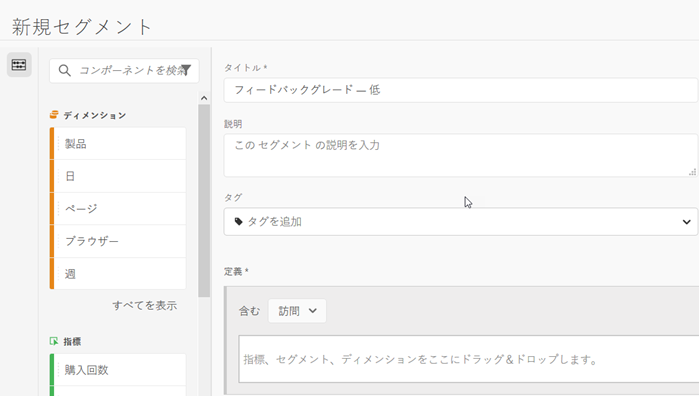 新規セグメント
コンポーネントを検索
ディメンション
製品
日
ページ
ブラウザー
週
すべてを表示
指標
購入回数
タイトル *
フィードバックグレード — 低
説明
この セグメント の説明を入力
タグ
タグを追加
定義 *
含む 訪問
指標、セグメント、ディメンションをここにドラッグ＆ドロップします。